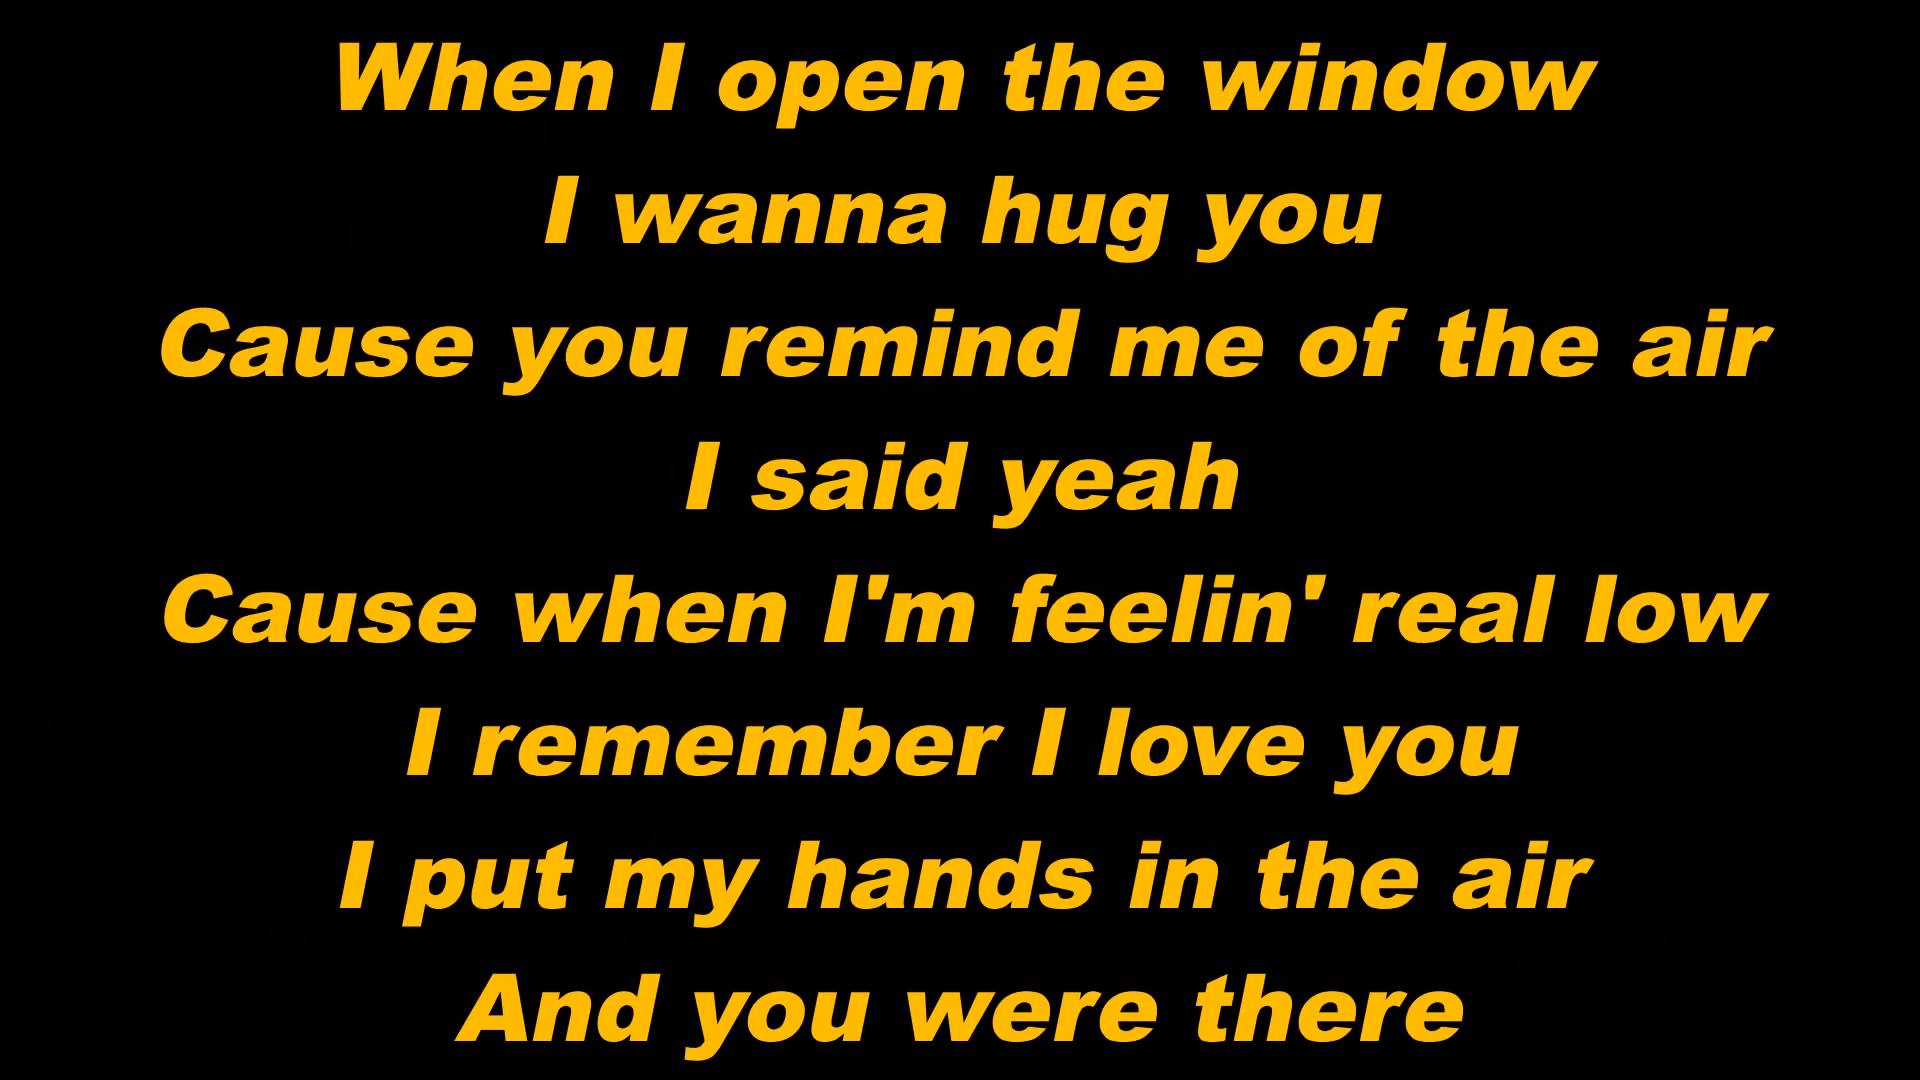 When I open the window
I wanna hug you
Cause you remind me of the air
I said yeah
Cause when I'm feelin' real low
I remember I love you
I put my hands in the air
And you were there